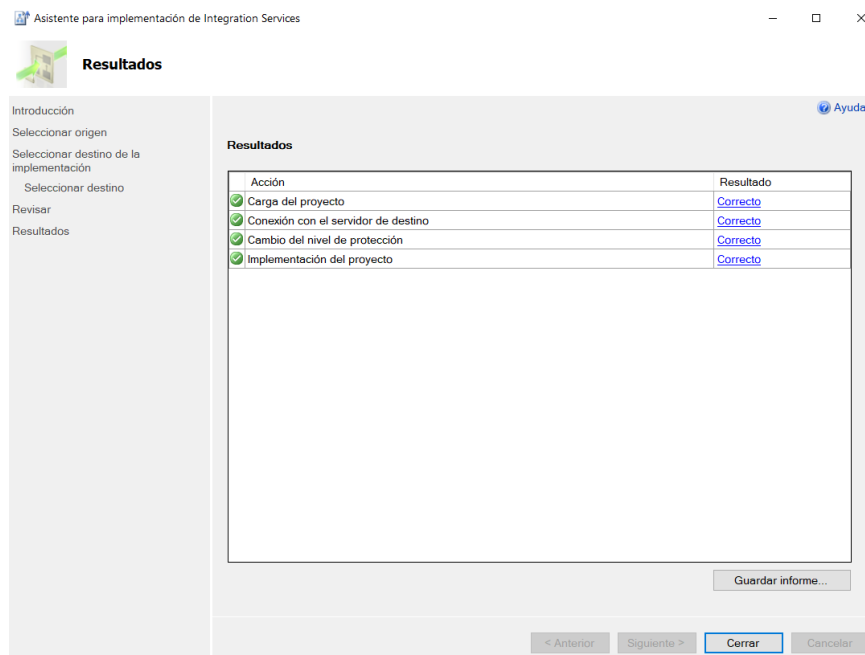 Asistente para implementación de Integration Services
Resultados
Introducción
Seleccionar origen
Seleccionar destino de la
implementación
Seleccionar destino
Revisar
Resultados
Ayuda
Resultados
Acción Resultado
Carga del proyecto Correcto
Conexión con el servidor de destino Correcto
Cambio del nivel de protección Correcto
Implementación del proyecto Correcto
Guardar informe...
< Anterior Siguiente > Cerrar Cancelar